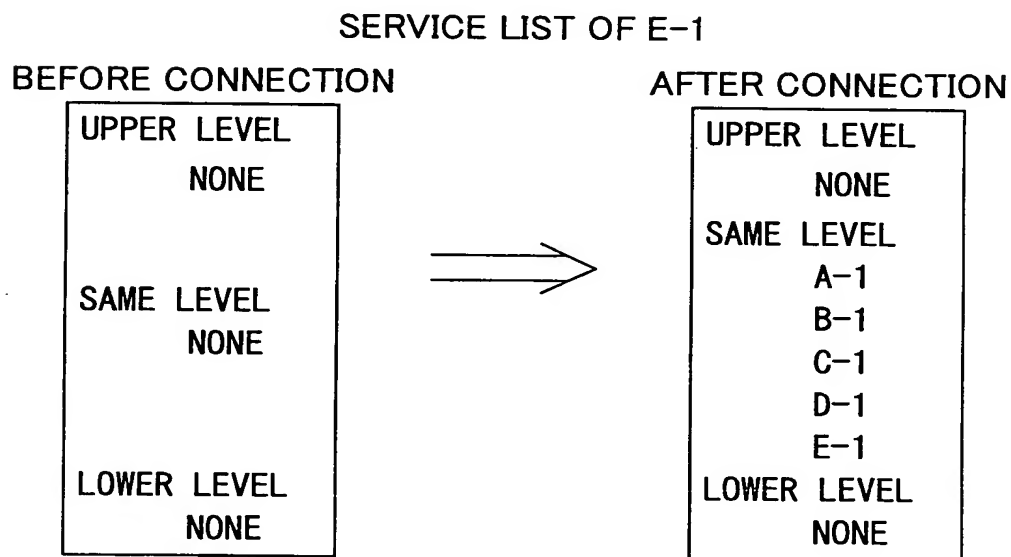 SERVICE LIST OF E-1
BEFORE CONNECTION
UPPER LEVEL
NONE
SAME LEVEL
NONE
LOWER LEVEL
NONE
AFTER CONNECTION
UPPER LEVEL
NONE
SAME LEVEL
A-1
B-1
C-1
D-1
E-1
LOWER LEVEL
NONE